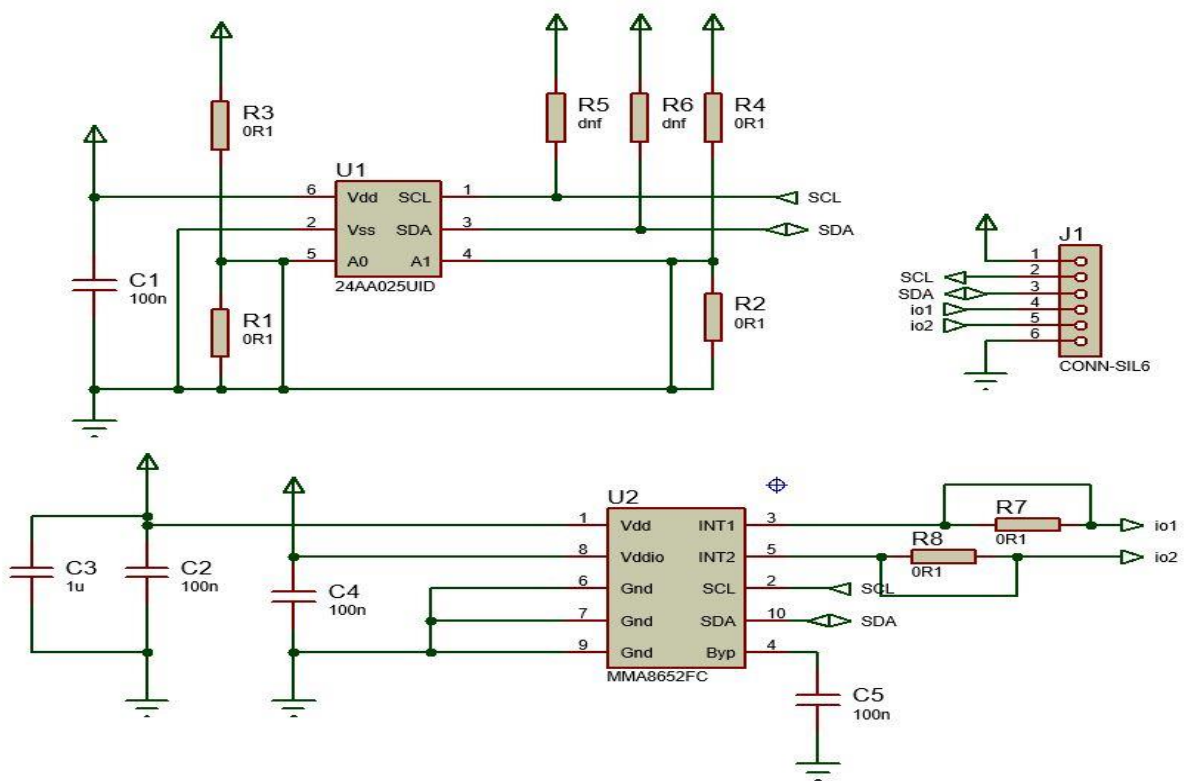 R3
0R1
R5
dnf
R6
dnf
R4
0R1
U1
6 Vdd SCL 1
2 Vss SDA 3
5 A0 A1 4
24AA025UID
SCL
SDA
C1
100n
R1
0R1
R2
0R1
J1
1
SCL 2
SDA 3
io1 4
io2 5
6
CONN-SIL6
U2
1 Vdd INT1 3
8 Vddio INT2 5
6 Gnd SCL 2
7 Gnd SDA 10
9 Gnd Byp 4
MMA8652FC
R7
0R1
io1
R8
0R1
io2
SCL
SDA
C3
1u
C2
100n
C4
100n
C5
100n